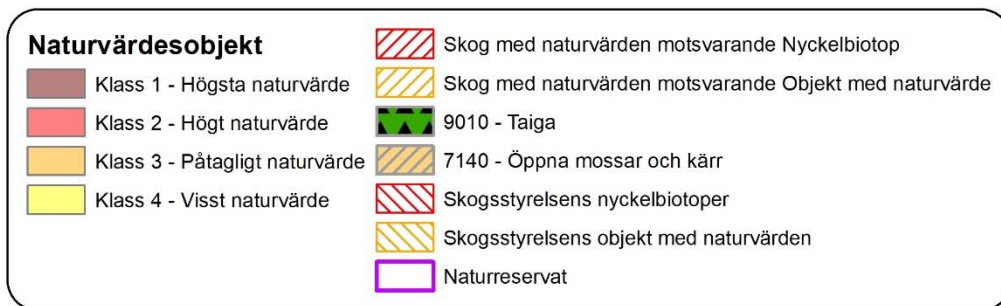 Naturvärdesobjekt
Klass 1 - Högsta naturvärde
Klass 2 - Högt naturvärde
Klass 3 - Påtagligt naturvärde
Klass 4 - Visst naturvärde
Skog med naturvärden motsvarande Nyckelbiotop
Skog med naturvärden motsvarande Objekt med naturvärde
9010 - Taiga
7140 - Öppna mossar och kärr
Skogsstyrelsens nyckelbiotoper
Skogsstyrelsens objekt med naturvärden
Naturreservat